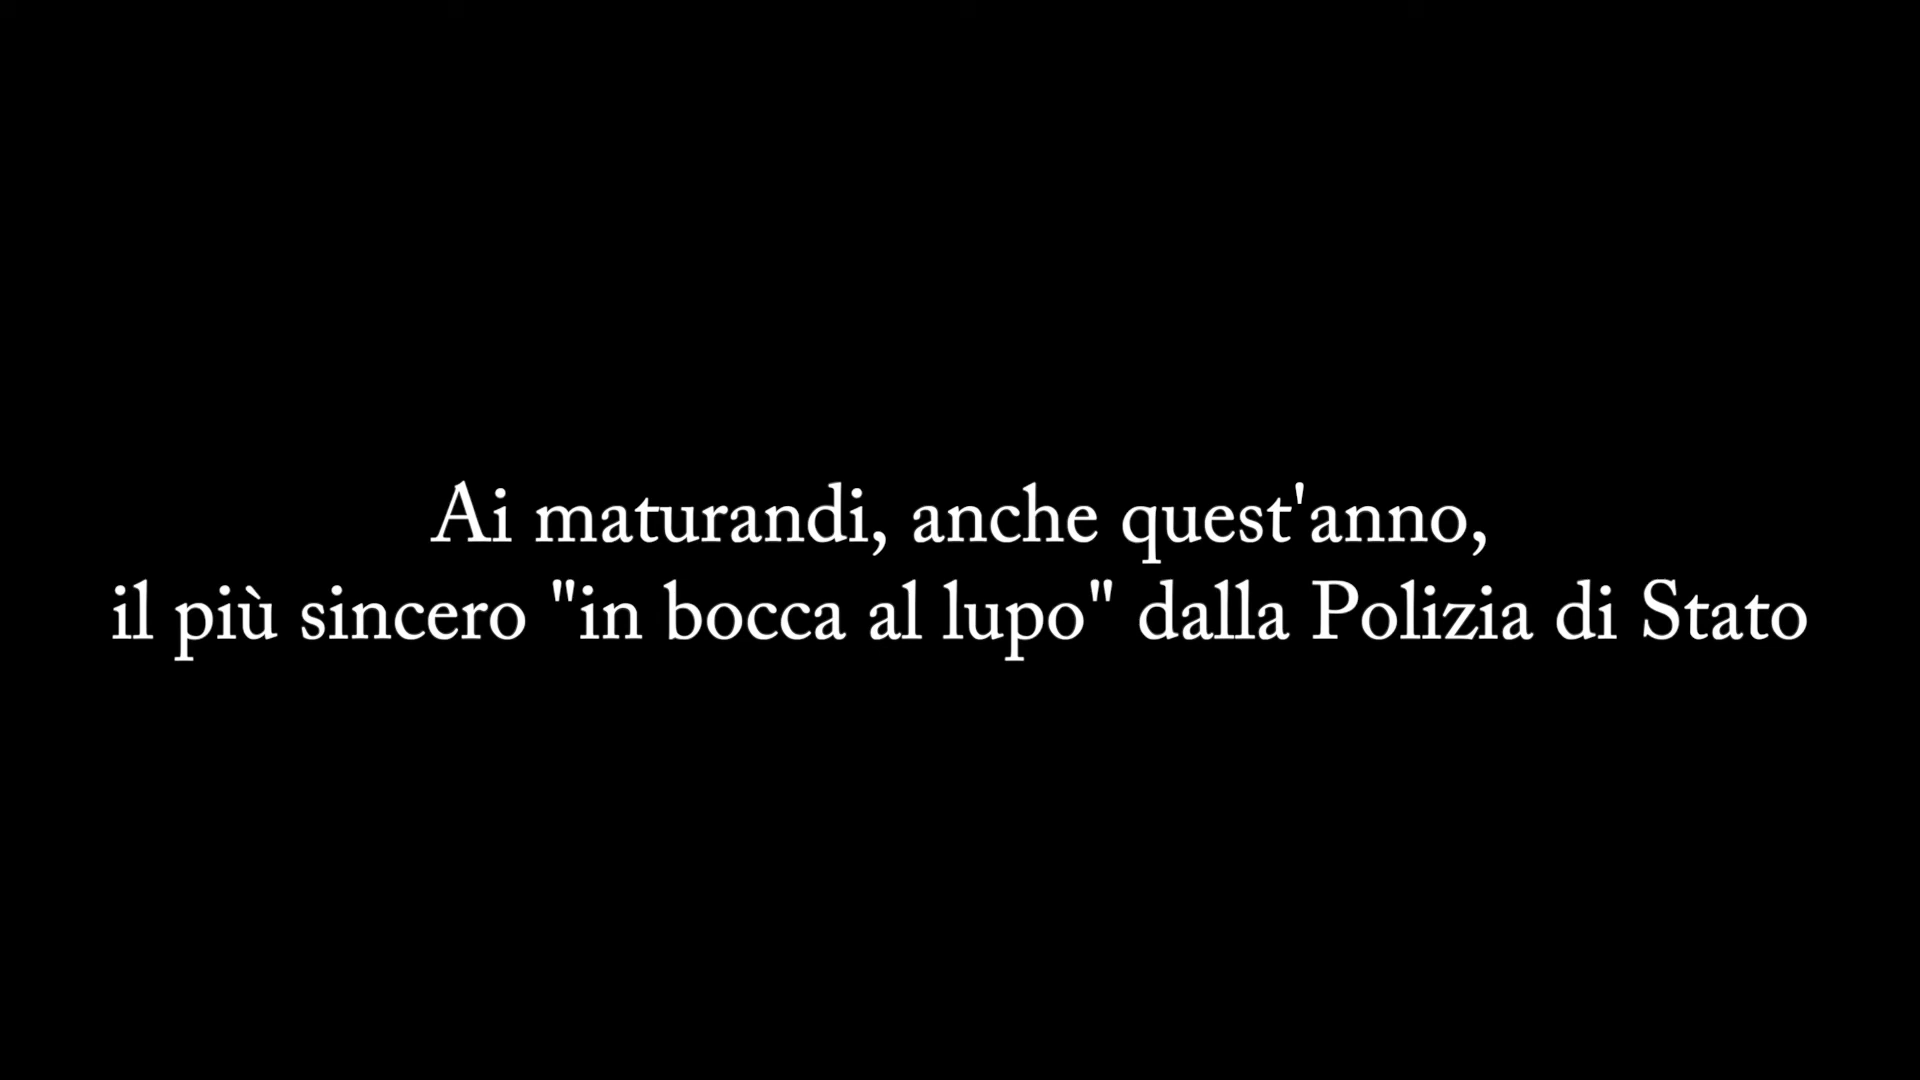 Ai maturandi, anche quest'anno,
il più sincero "in bocca al lupo" dalla Polizia di Stato